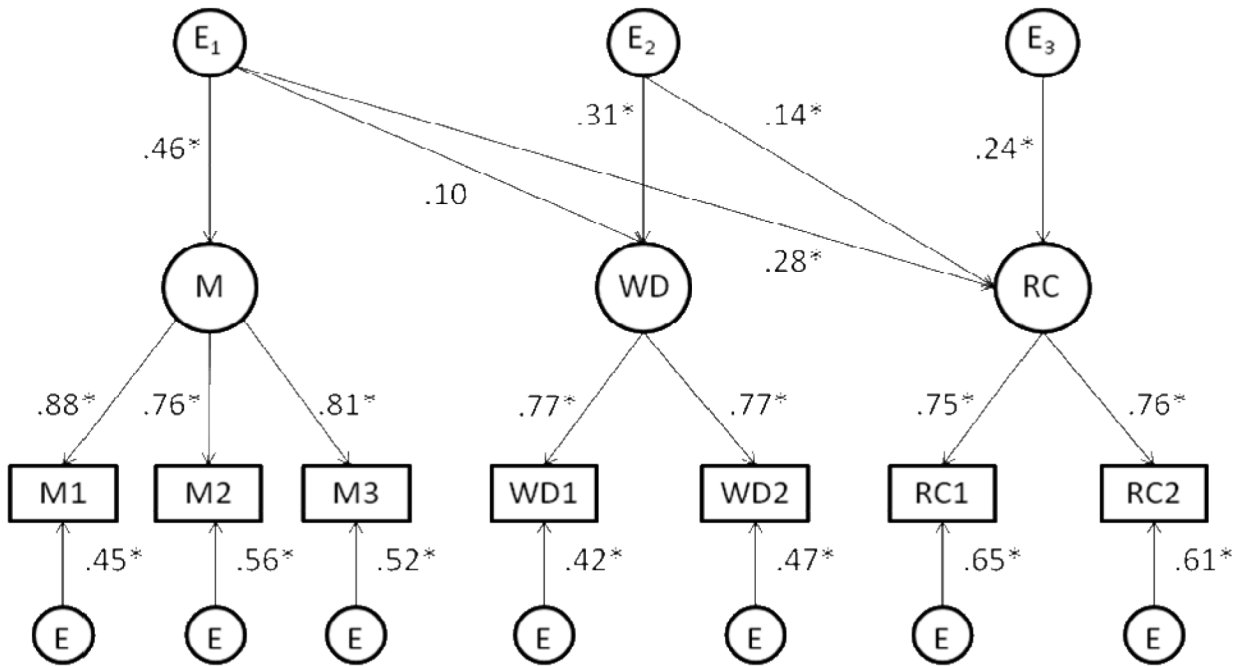 E1 E2 E3
.46* .31* .14* .24*
.10
.28*
M WD RC
.88* .76* .81* .77* .77* .75* .76*
M1 M2 M3 WD1 WD2 RC1 RC2
.45* .56* .52* .42* .47* .65* .61*
E E E E E E E